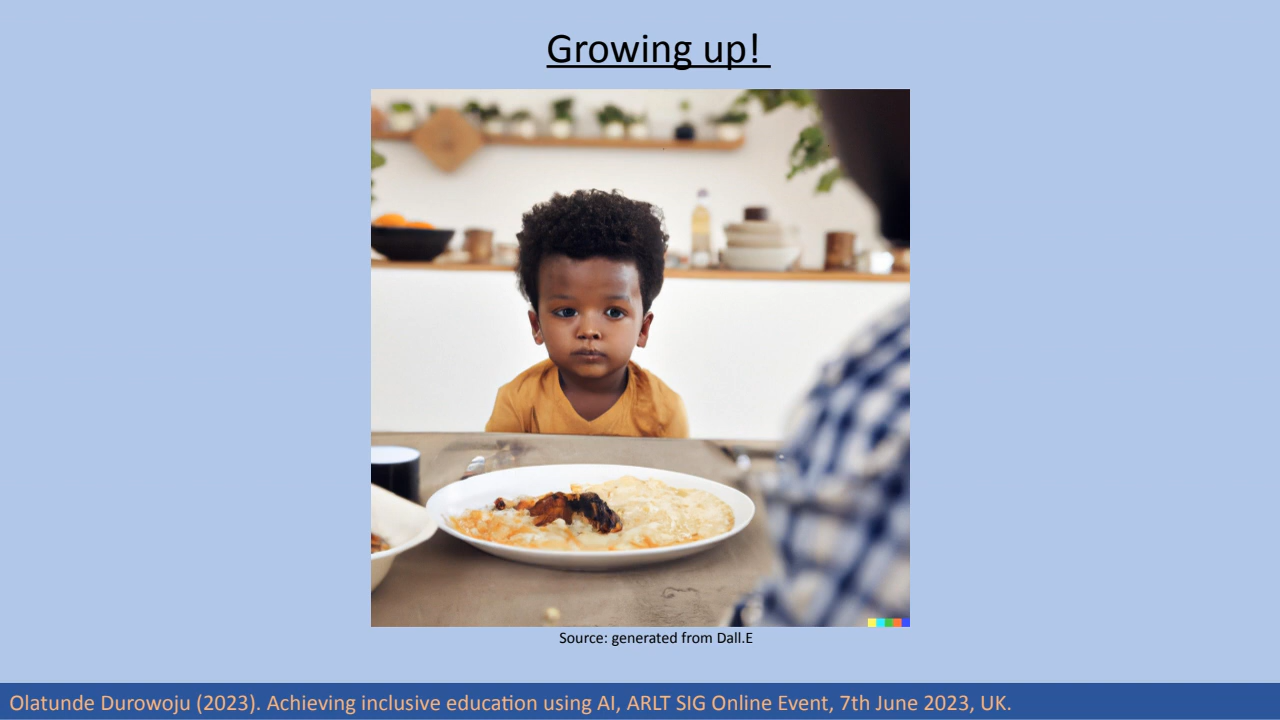 Growing up!
Source: generated from Dall.E
Olatunde Durowoju (2023). Achieving inclusive education using AI, ARLT SIG Online Event, 7th June 2023, UK.